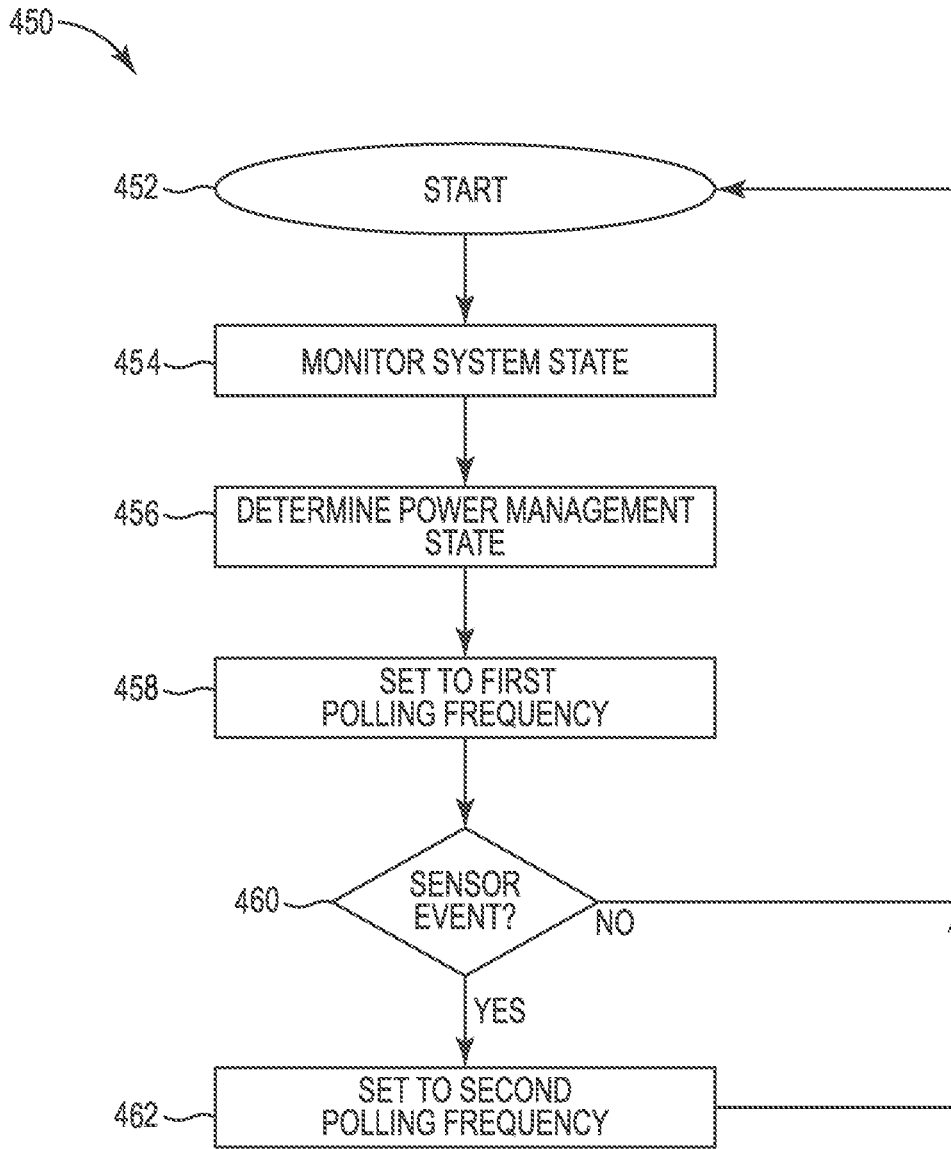 450
452
START
454
MONITOR SYSTEM STATE
456
DETERMINE POWER MANAGEMENT
STATE
458
SET TO FIRST
POLLING FREQUENCY
460
SENSOR
EVENT?
NO
YES
462
SET TO SECOND
POLLING FREQUENCY